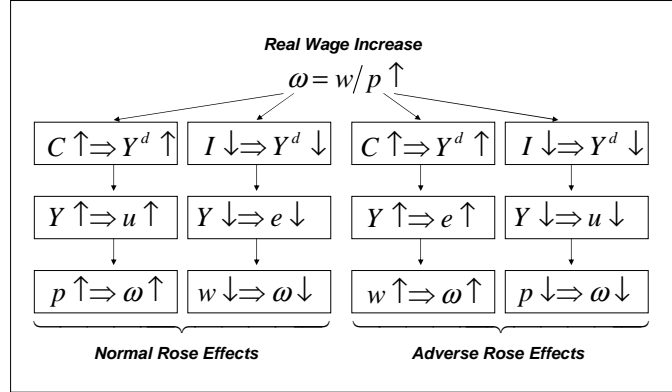 Real Wage Increase
ω = w/p ↑
C ↑⇒ Y^d ↑
I ↓⇒ Y^d ↓
C ↑⇒ Y^d ↑
I ↓⇒ Y^d ↓
Y ↑⇒ u ↑
Y ↓⇒ e ↓
Y ↑⇒ e ↑
Y ↓⇒ u ↓
p ↑⇒ ω ↑
w ↓⇒ ω ↓
w ↑⇒ ω ↑
p ↓⇒ ω ↓
Normal Rose Effects
Adverse Rose Effects